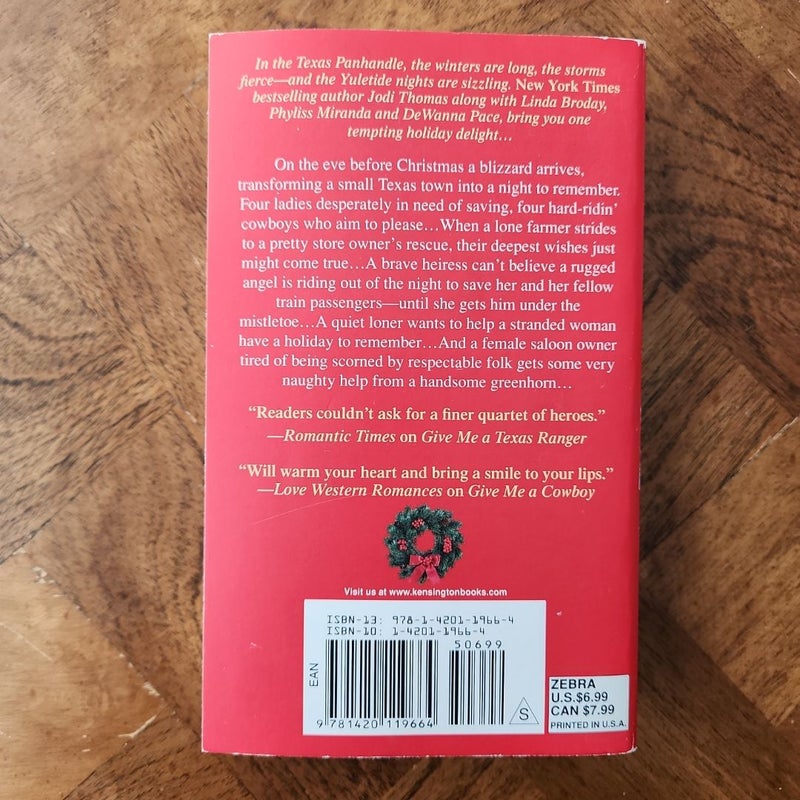 In the Texas Panhandle, the winters are long, the storms
fierce—and the Yuletide nights are sizzling. New York Times
bestselling author Jodi Thomas along with Linda Broday,
Phyliss Miranda and DeWanna Pace, bring you one
tempting holiday delight…
On the eve before Christmas a blizzard arrives,
transforming a small Texas town into a night to remember.
Four ladies desperately in need of saving, four hard-ridin'
cowboys who aim to please…When a lone farmer strides
to a pretty store owner's rescue, their deepest wishes just
might come true…A brave heiress can't believe a rugged
angel is riding out of the night to save her and her fellow
train passengers—until she gets him under the
mistletoe…A quiet loner wants to help a stranded woman
have a holiday to remember…And a female saloon owner
tired of being scorned by respectable folk gets some very
naughty help from a handsome greenhorn…
“Readers couldn't ask for a finer quartet of heroes.”
—Romantic Times on Give Me a Texas Ranger
“Will warm your heart and bring a smile to your lips.”
—Love Western Romances on Give Me a Cowboy
Visit us at www.kensingtonbooks.com
ISBN-13: 978-1-4201-1966-4
ISBN-10: 1-4201-1966-4
50699
EAN
9 781420 119664
S
ZEBRA
U.S.$6.99
CAN $7.99
PRINTED IN U.S.A.